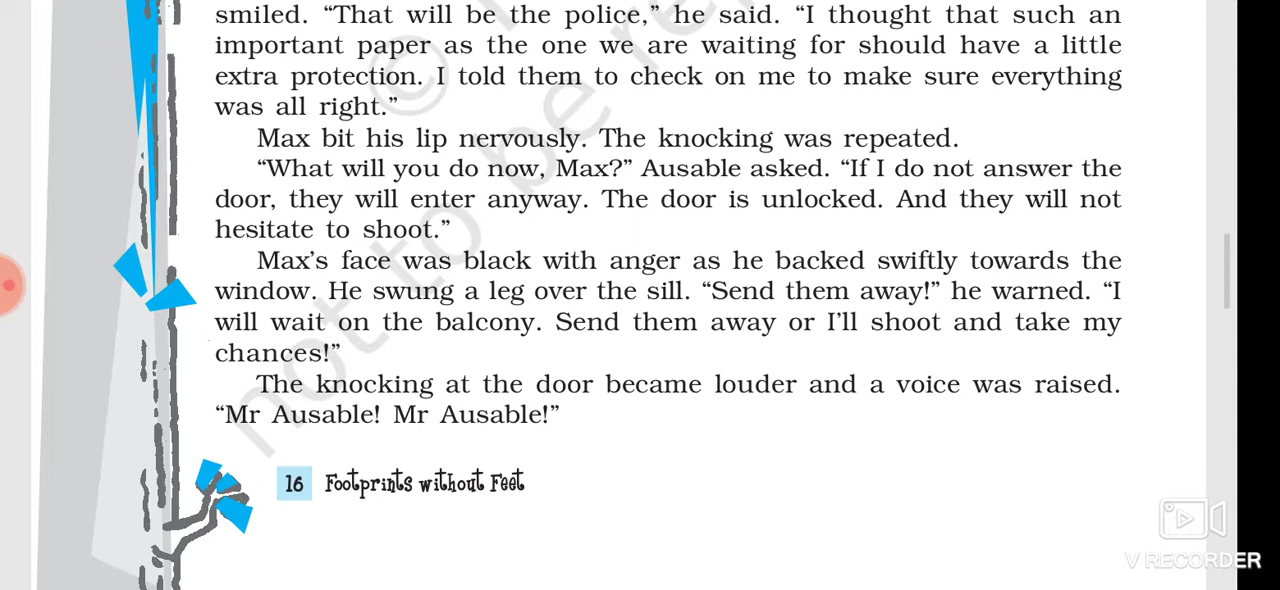 smiled. “That will be the police,” he said. “I thought that such an
important paper as the one we are waiting for should have a little
extra protection. I told them to check on me to make sure everything
was all right.”
Max bit his lip nervously. The knocking was repeated.
“What will you do now, Max?” Ausable asked. “If I do not answer the
door, they will enter anyway. The door is unlocked. And they will not
hesitate to shoot.”
Max’s face was black with anger as he backed swiftly towards the
window. He swung a leg over the sill. “Send them away!” he warned. “I
will wait on the balcony. Send them away or I’ll shoot and take my
chances!”
The knocking at the door became louder and a voice was raised.
“Mr Ausable! Mr Ausable!”
16 Footprints without Feet
©
not to be re
V RECORDER